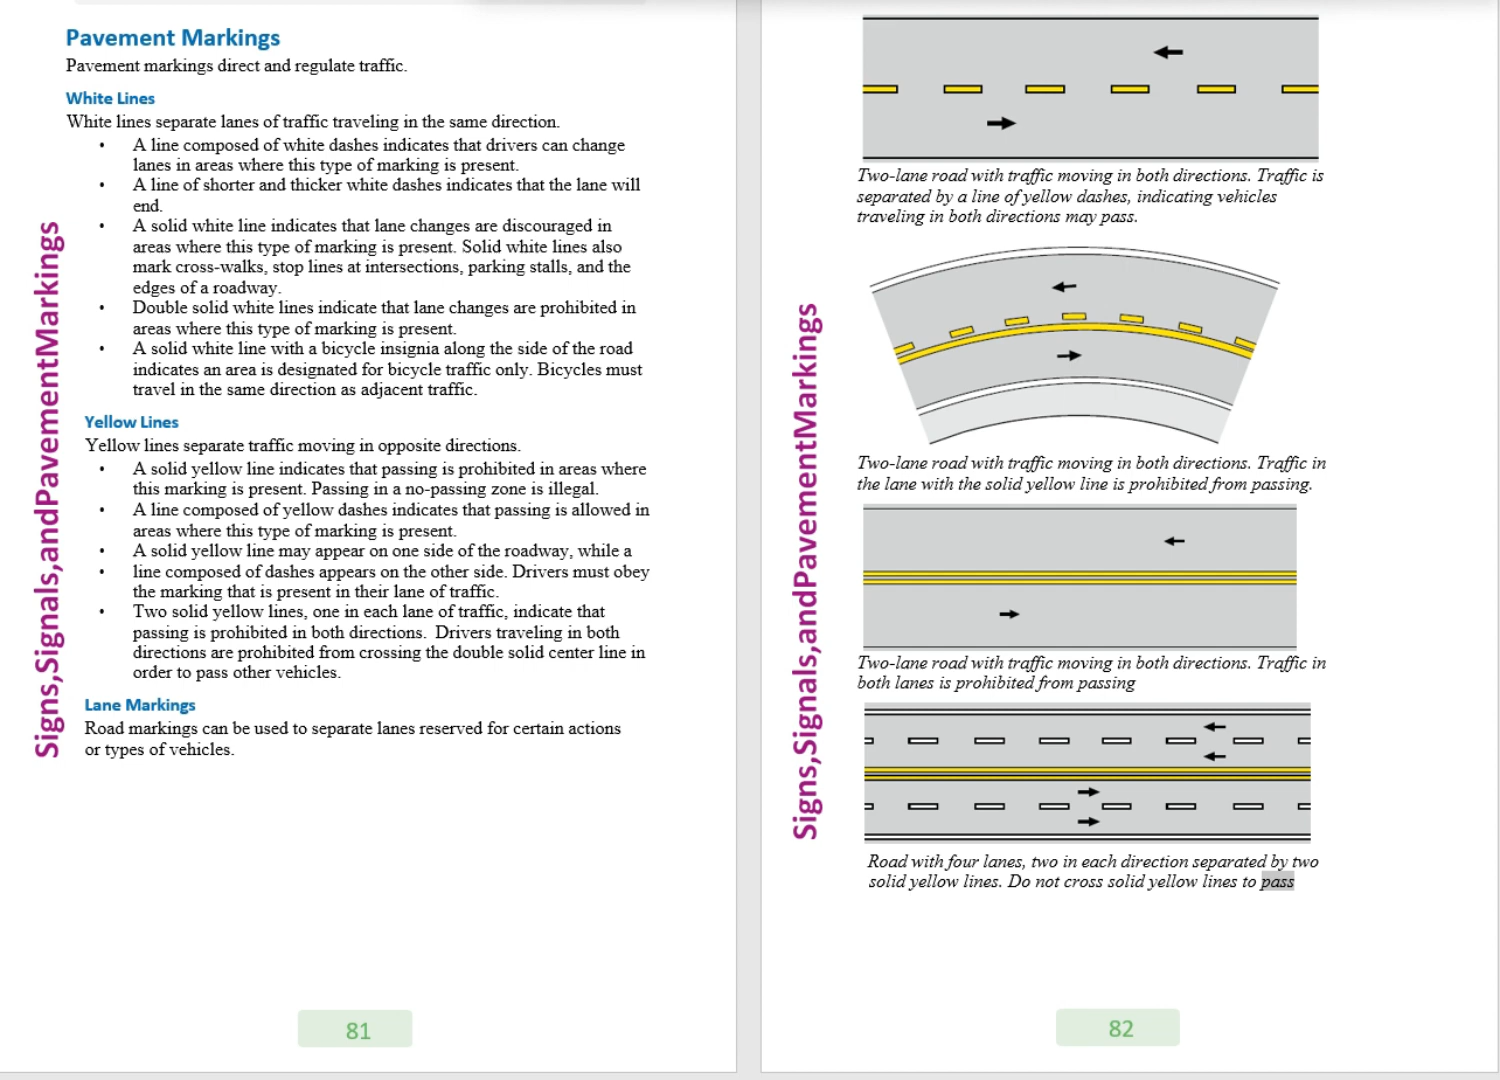 Pavement Markings
Pavement markings direct and regulate traffic.
White Lines
White lines separate lanes of traffic traveling in the same direction.
• A line composed of white dashes indicates that drivers can change
lanes in areas where this type of marking is present.
• A line of shorter and thicker white dashes indicates that the lane will
end.
• A solid white line indicates that lane changes are discouraged in
areas where this type of marking is present. Solid white lines also
mark cross-walks, stop lines at intersections, parking stalls, and the
edges of a roadway.
• Double solid white lines indicate that lane changes are prohibited in
areas where this type of marking is present.
• A solid white line with a bicycle insignia along the side of the road
indicates an area is designated for bicycle traffic only. Bicycles must
travel in the same direction as adjacent traffic.
Yellow Lines
Yellow lines separate traffic moving in opposite directions.
• A solid yellow line indicates that passing is prohibited in areas where
this marking is present. Passing in a no-passing zone is illegal.
• A line composed of yellow dashes indicates that passing is allowed in
areas where this type of marking is present.
• A solid yellow line may appear on one side of the roadway, while a
• line composed of dashes appears on the other side. Drivers must obey
the marking that is present in their lane of traffic.
• Two solid yellow lines, one in each lane of traffic, indicate that
passing is prohibited in both directions. Drivers traveling in both
directions are prohibited from crossing the double solid center line in
order to pass other vehicles.
Lane Markings
Road markings can be used to separate lanes reserved for certain actions
or types of vehicles.
Signs,Signals,andPavementMarkings
81
Two-lane road with traffic moving in both directions. Traffic is
separated by a line of yellow dashes, indicating vehicles
traveling in both directions may pass.
Two-lane road with traffic moving in both directions. Traffic in
the lane with the solid yellow line is prohibited from passing.
Two-lane road with traffic moving in both directions. Traffic in
both lanes is prohibited from passing
Road with four lanes, two in each direction separated by two
solid yellow lines. Do not cross solid yellow lines to pass
Signs,Signals,andPavementMarkings
82